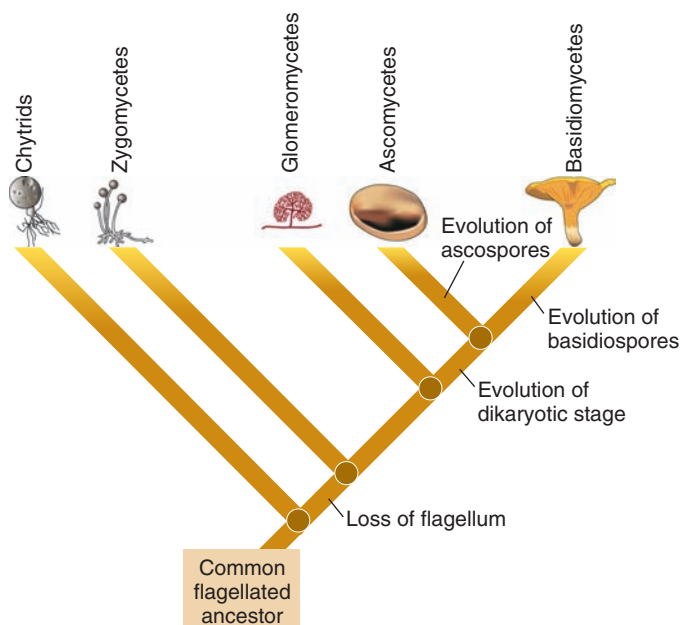 Chytrids
Zygomycetes
Glomeromycetes
Ascomycetes
Basidiomycetes
Evolution of
ascospores
Evolution of
basidiospores
Evolution of
dikaryotic stage
Loss of flagellum
Common
flagellated
ancestor